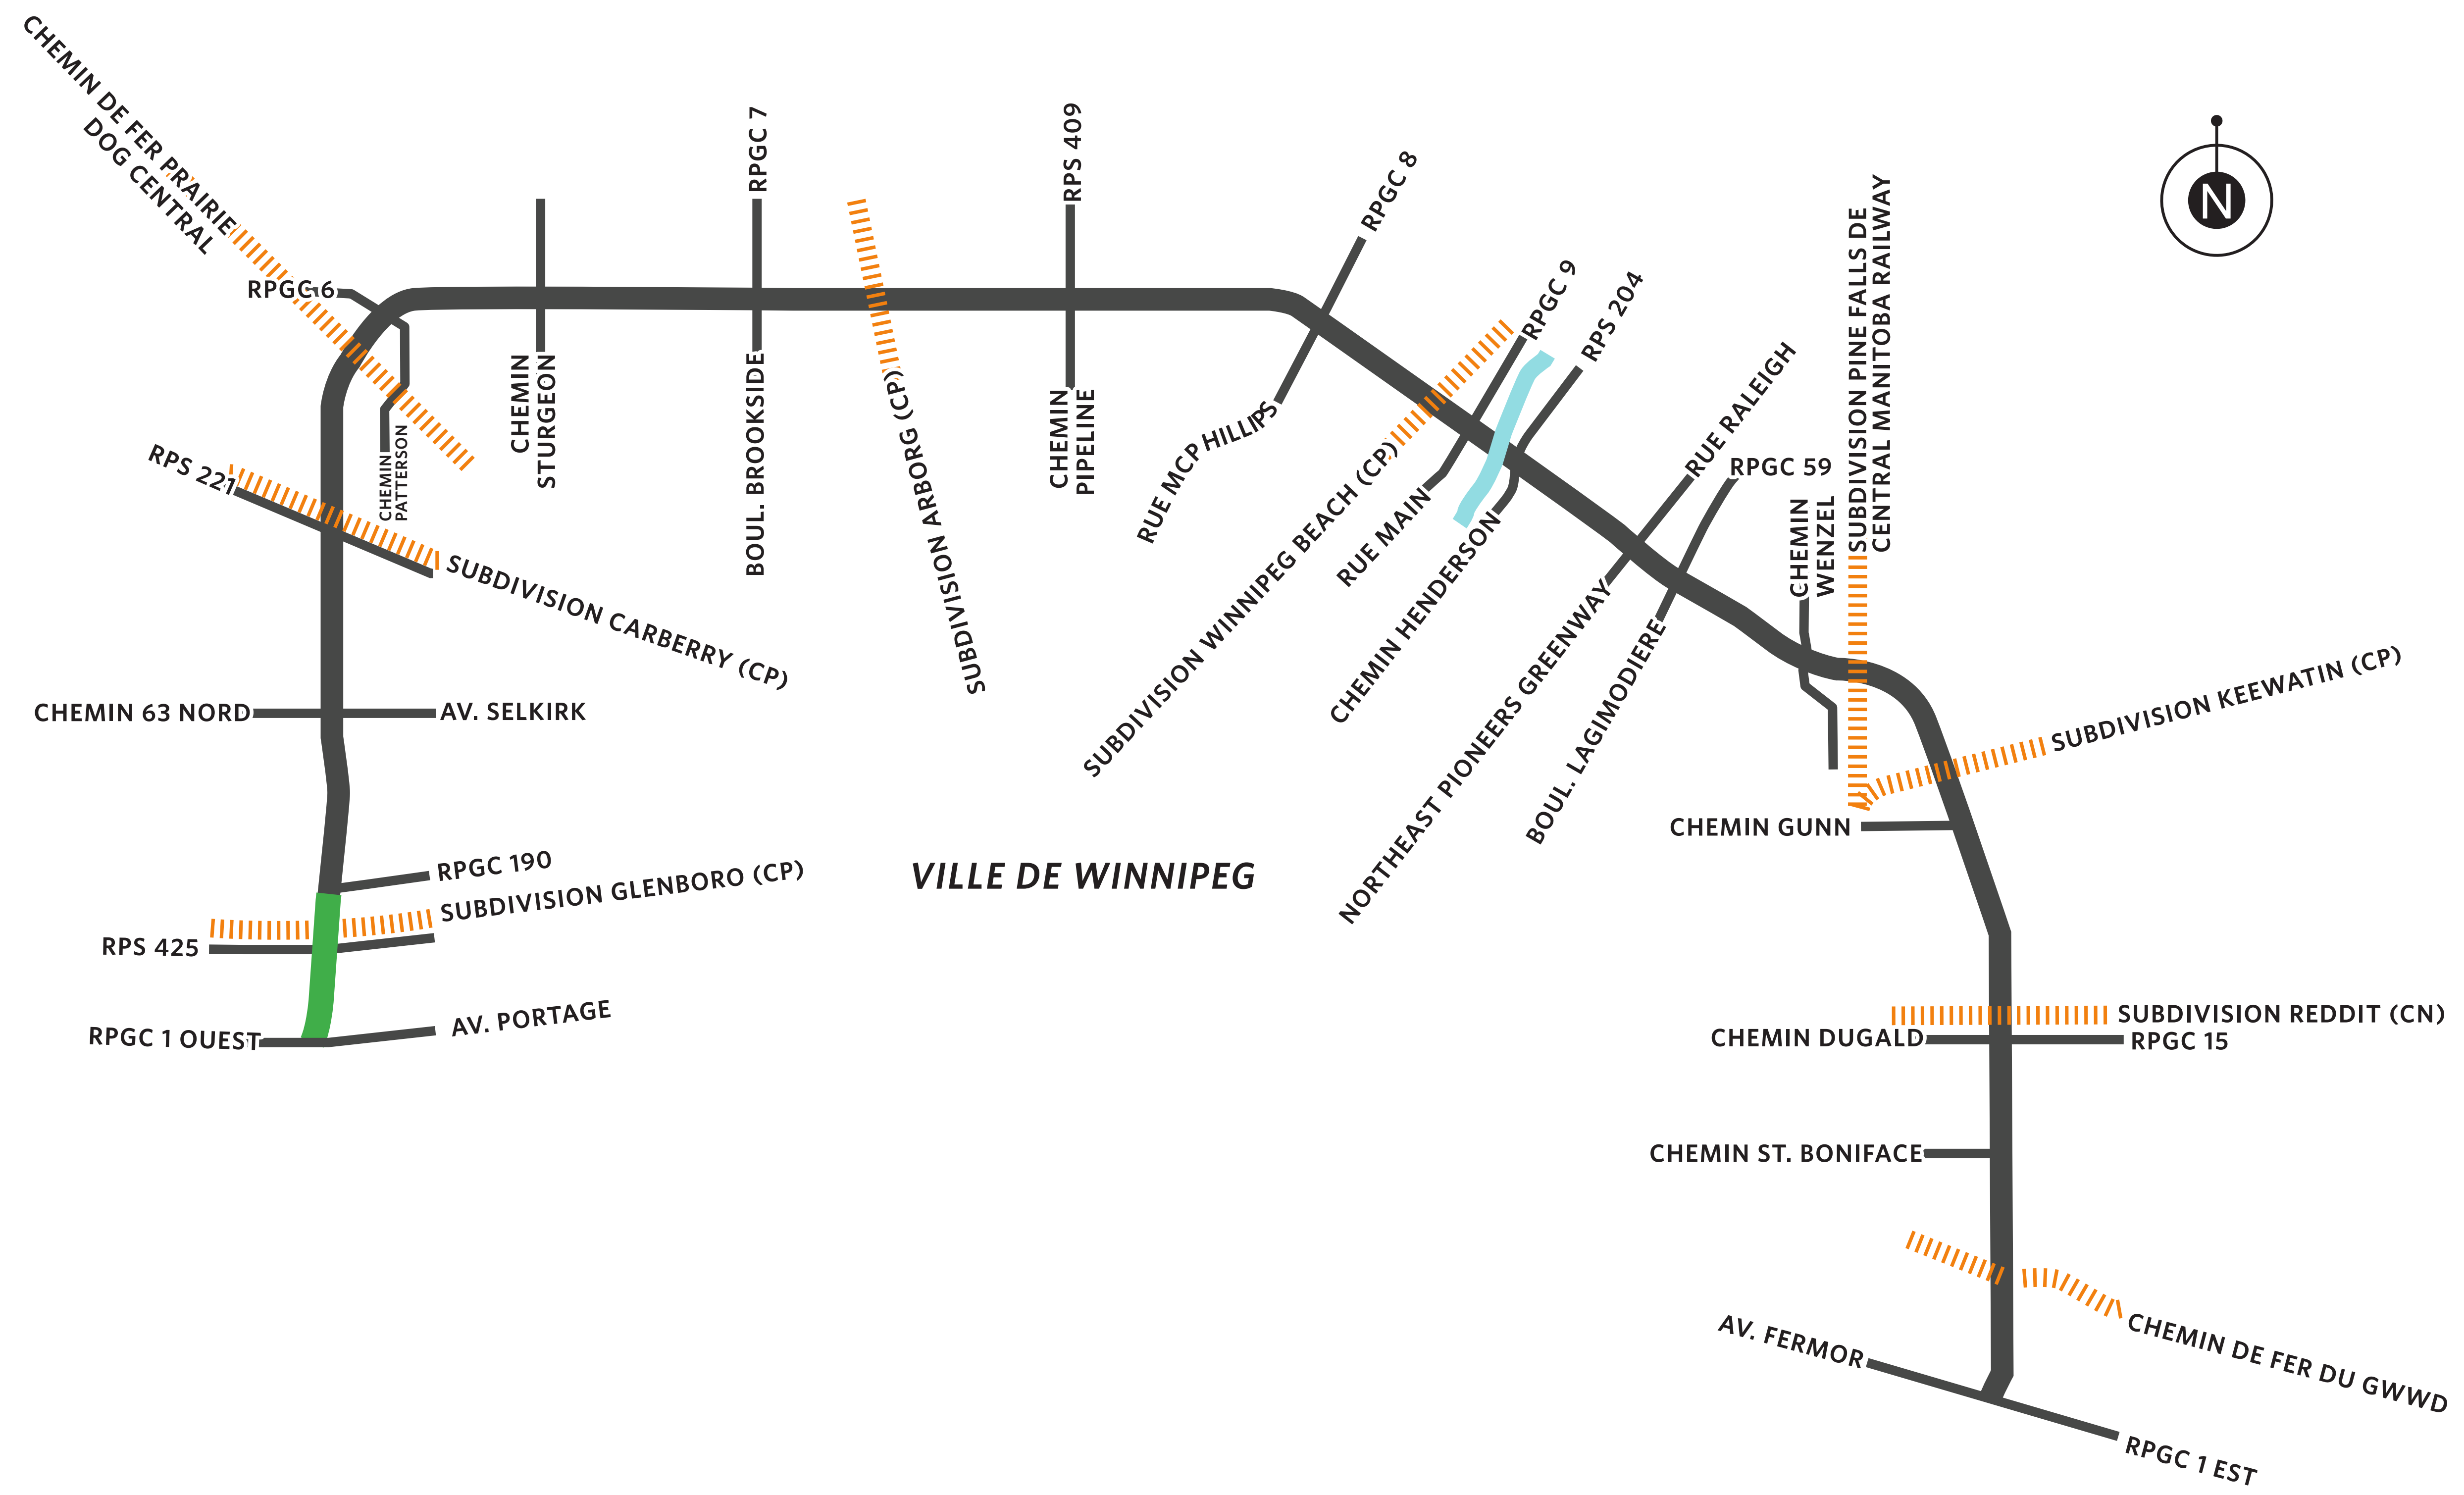 CHEMIN DE FER PRAIRIE
DOG CENTRAL
RPGC 6
CHEMIN
PATTERSON
RPS 221
SUBDIVISION CARBERRY (CP)
CHEMIN 63 NORD
AV. SELKIRK
RPGC 190
SUBDIVISION GLENBORO (CP)
RPS 425
RPGC 1 OUEST
AV. PORTAGE
CHEMIN
STURGEON
RPGC 7
BOUL. BROOKSIDE
SUBDIVISION ARBORG (CP)
RPS 409
CHEMIN
PIPELINE
VILLE DE WINNIPEG
RPGC 8
RUE MCP HILLIPS
SUBDIVISION WINNIPEG BEACH (CP)
RPGC 9
RUE MAIN
RPS 204
CHEMIN HENDERSON
RUE RALEIGH
NORTHEAST PIONEERS GREENWAY
RPGC 59
BOUL. LAGIMODIERE
CHEMIN
WENZEL
SUBDIVISION PINE FALLS DE
CENTRAL MANITOBA RAILWAY
N
SUBDIVISION KEEWATIN (CP)
CHEMIN GUNN
SUBDIVISION REDDIT (CN)
CHEMIN DUGALD
RPGC 15
CHEMIN ST. BONIFACE
CHEMIN DE FER DU GWWD
AV. FERMOR
RPGC 1 EST